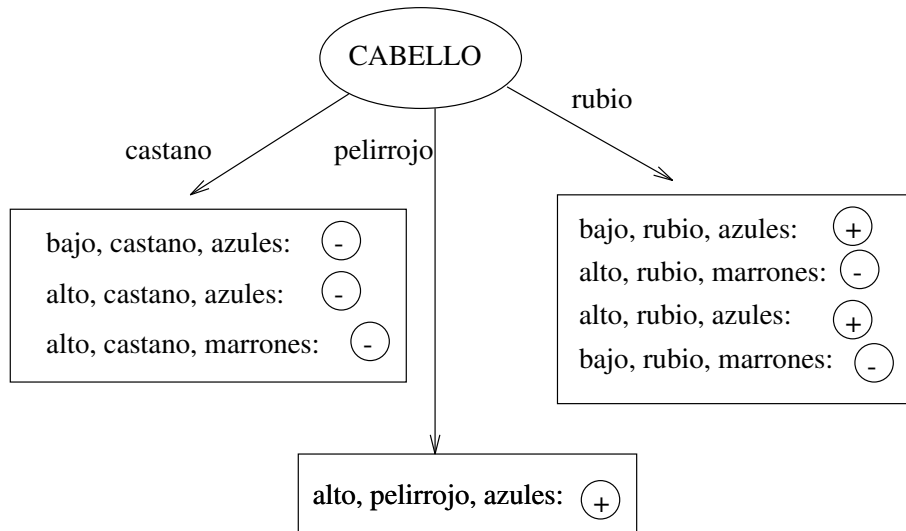 CABELLO
castano
pelirrojo
rubio
bajo, castano, azules: -
alto, castano, azules: -
alto, castano, marrones: -
bajo, rubio, azules: +
alto, rubio, marrones: -
alto, rubio, azules: +
bajo, rubio, marrones: -
alto, pelirrojo, azules: +